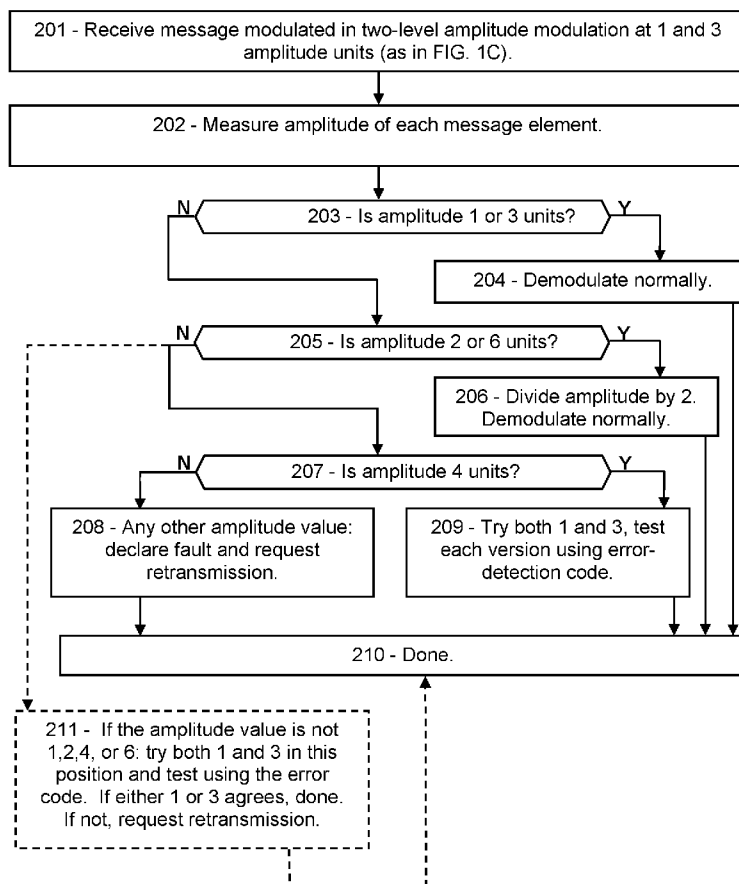 201 - Receive message modulated in two-level amplitude modulation at 1 and 3
amplitude units (as in FIG. 1C).
202 - Measure amplitude of each message element.
N
203 - Is amplitude 1 or 3 units?
Y
204 - Demodulate normally.
N
205 - Is amplitude 2 or 6 units?
Y
206 - Divide amplitude by 2.
Demodulate normally.
N
207 - Is amplitude 4 units?
Y
208 - Any other amplitude value:
declare fault and request
retransmission.
209 - Try both 1 and 3, test
each version using error-
detection code.
210 - Done.
211 - If the amplitude value is not
1,2,4, or 6: try both 1 and 3 in this
position and test using the error
code. If either 1 or 3 agrees, done.
If not, request retransmission.